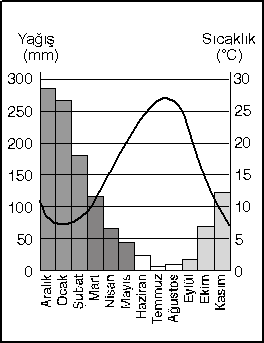 Yağış
(mm)
Sıcaklık
(°C)
300
250
200
150
100
50
0
30
25
20
15
10
5
0
Aralık
Ocak
Şubat
Mart
Nisan
Mayıs
Haziran
Temmuz
Ağustos
Eylül
Ekim
Kasım